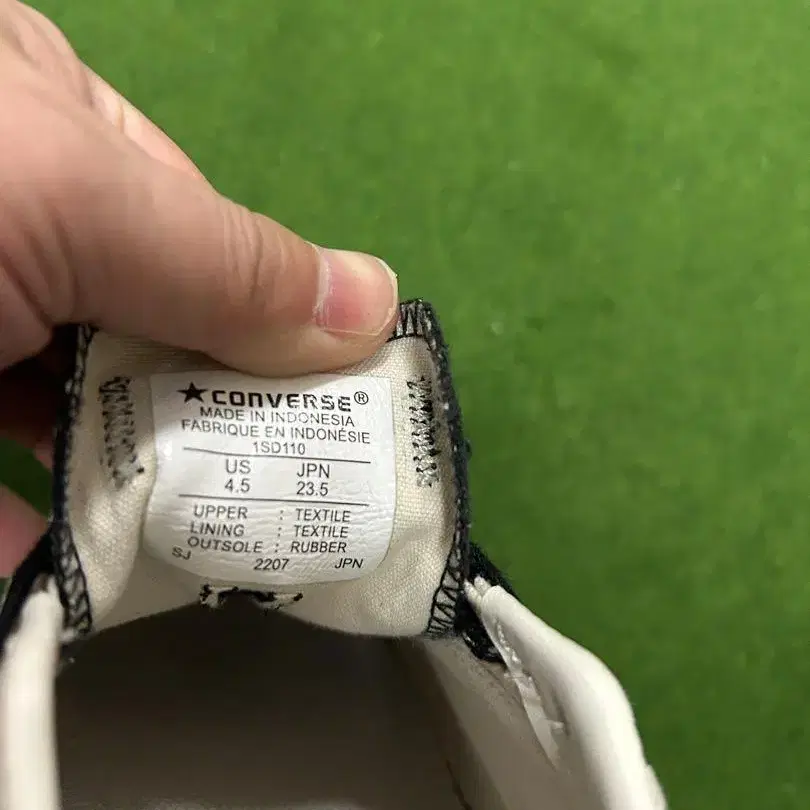 ★CONVERSE®
MADE IN INDONESIA
FABRIQUE EN INDONÉSIE
1SD110
US JPN
4.5 23.5
UPPER : TEXTILE
LINING : TEXTILE
OUTSOLE : RUBBER
SJ 2207 JPN